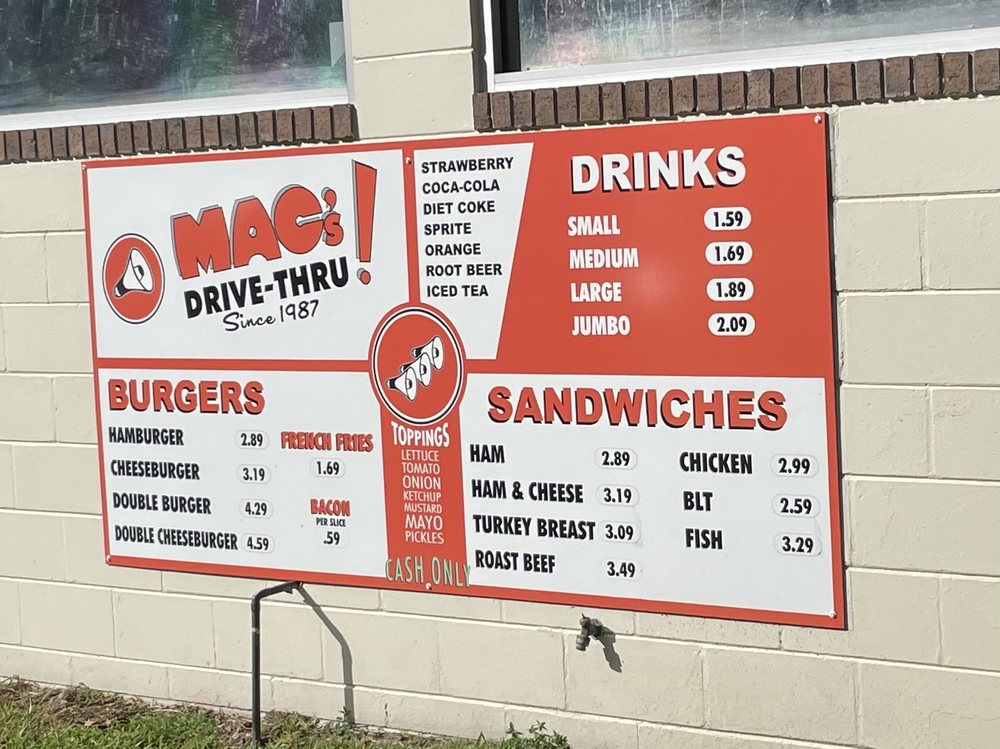 MAC's!
DRIVE-THRU
Since 1987
STRAWBERRY
COCA-COLA
DIET COKE
SPRITE
ORANGE
ROOT BEER
ICED TEA
DRINKS
SMALL 1.59
MEDIUM 1.69
LARGE 1.89
JUMBO 2.09
BURGERS
HAMBURGER 2.89
CHEESEBURGER 3.19
DOUBLE BURGER 4.29
DOUBLE CHEESEBURGER 4.59
FRENCH FRIES
1.69
BACON
PER SLICE
.59
TOPPINGS
LETTUCE
TOMATO
ONION
KETCHUP
MUSTARD
MAYO
PICKLES
CASH ONLY
SANDWICHES
HAM 2.89
HAM & CHEESE 3.19
TURKEY BREAST 3.09
ROAST BEEF 3.49
CHICKEN 2.99
BLT 2.59
FISH 3.29